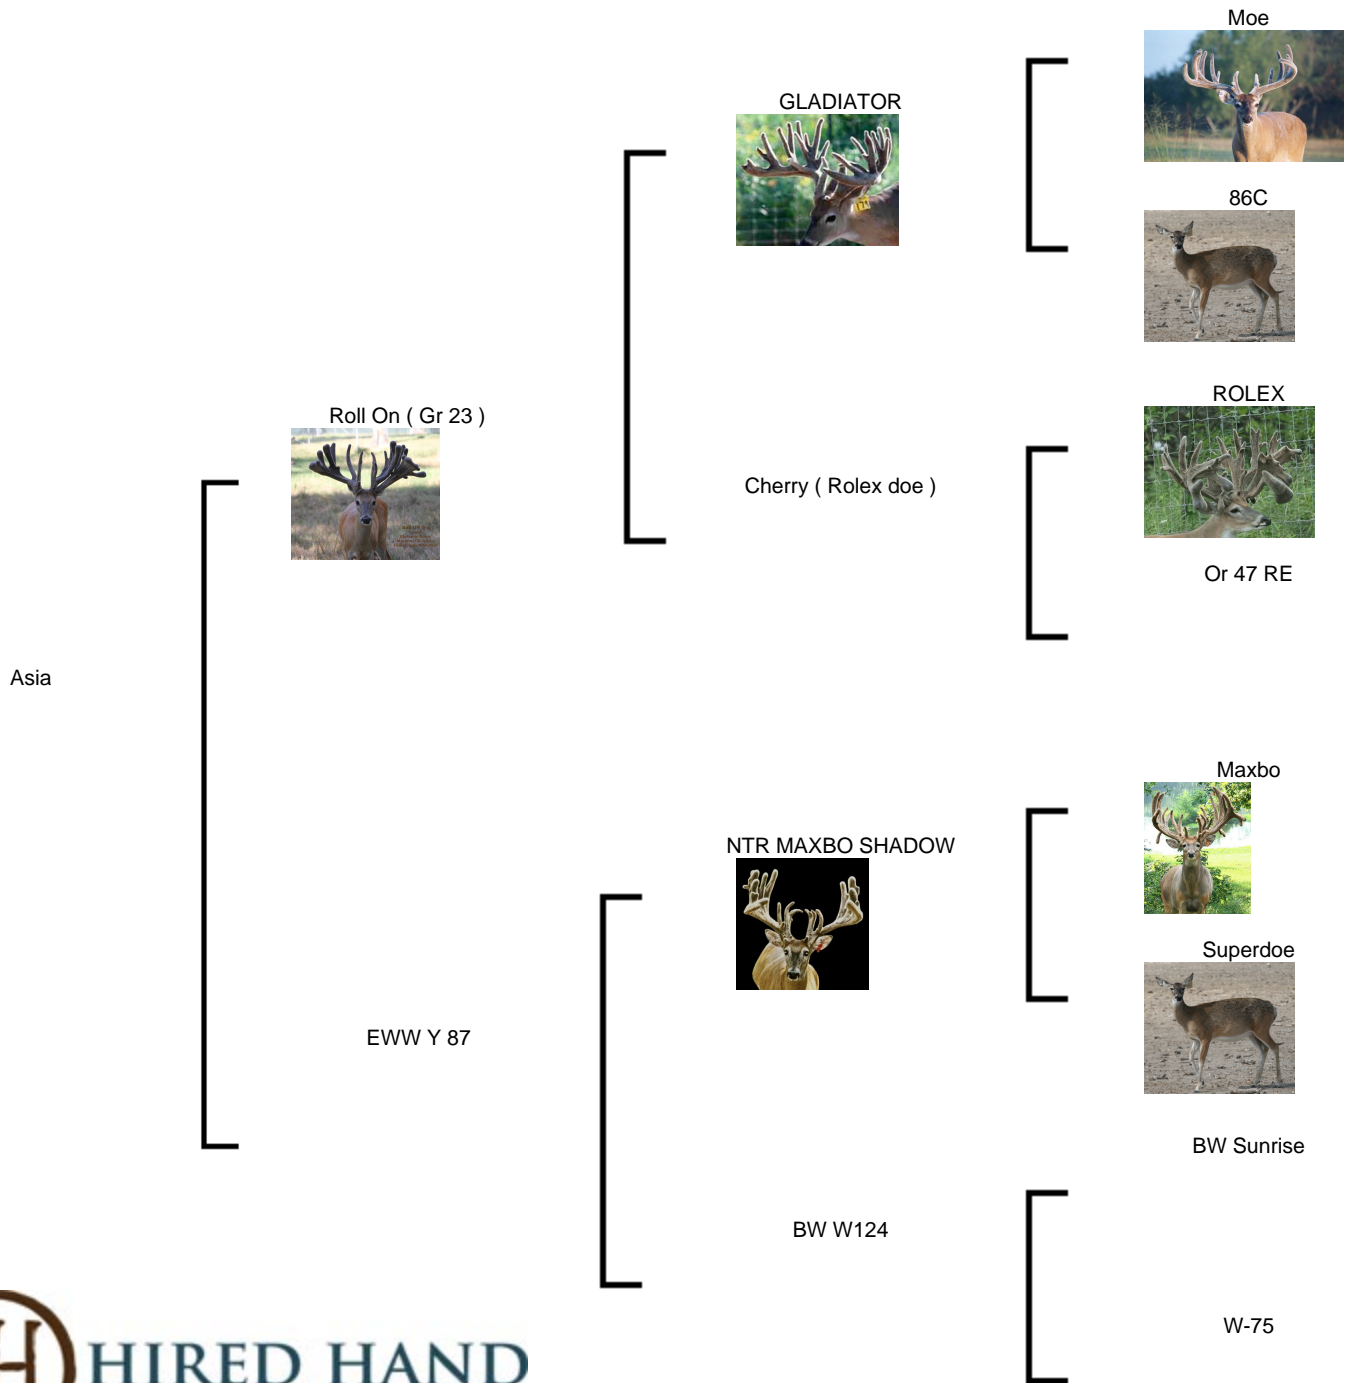 Moe
GLADIATOR
86C
ROLEX
Roll On ( Gr 23 )
Cherry ( Rolex doe )
Or 47 RE
Asia
Maxbo
NTR MAXBO SHADOW
Superdoe
EWW Y 87
BW Sunrise
BW W124
W-75
H HIRED HAND